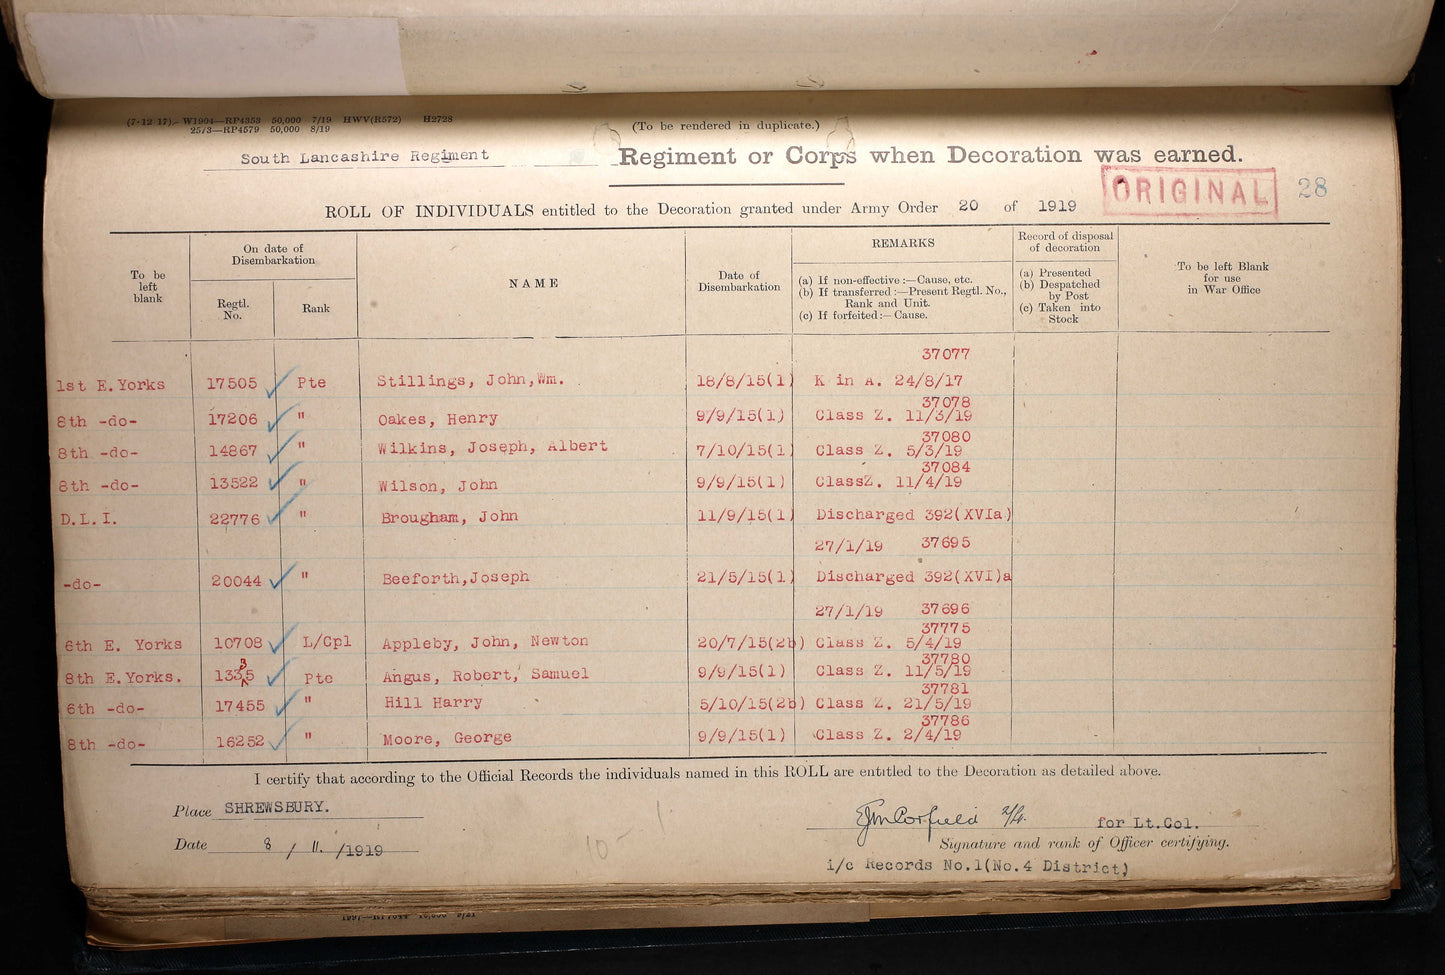 (7·12 17).- W1904—RP4353 50,000 7/19 HWV(R572) H2728
25/3—RP4579 50,000 8/19
(To be rendered in duplicate.)
South Lancashire Regiment Regiment or Corps when Decoration was earned.
ORIGINAL 28
ROLL OF INDIVIDUALS entitled to the Decoration granted under Army Order 20 of 1919
To be left blank
On date of Disembarkation
Regtl. No.
Rank
NAME
Date of Disembarkation
REMARKS
(a) If non-effective :—Cause, etc.
(b) If transferred :—Present Regtl. No., Rank and Unit.
(c) If forfeited :— Cause.
Record of disposal of decoration
(a) Presented
(b) Despatched by Post
(c) Taken into Stock
To be left Blank for use in War Office
37077
1st E.Yorks 17505 Pte Stillings, John,Wm. 18/8/15(1) K in A. 24/8/17
37078
8th -do- 17206 " Oakes, Henry 9/9/15(1) Class Z. 11/3/19
37080
8th -do- 14867 " Wilkins, Joseph, Albert 7/10/15(1) Class Z. 5/3/19
37084
8th -do- 13522 " Wilson, John 9/9/15(1) ClassZ. 11/4/19
D.L.I. 22776 " Brougham, John 11/9/15(1) Discharged 392(XVIa)
27/1/19 37695
-do- 20044 " Beeforth,Joseph 21/5/15(1) Discharged 392(XVI)a
27/1/19 37696
37775
6th E. Yorks 10708 L/Cpl Appleby, John, Newton 20/7/15(2b) Class Z. 5/4/19
37780
8th E.Yorks. 13335 Pte Angus, Robert, Samuel 9/9/15(1) Class Z. 11/5/19
37781
6th -do- 17455 " Hill Harry 5/10/15(2b) Class Z. 21/5/19
37786
8th -do- 16252 " Moore, George 9/9/15(1) Class Z. 2/4/19
I certify that according to the Official Records the individuals named in this ROLL are entitled to the Decoration as detailed above.
Place SHREWSBURY.
EJmCorfield 2/Lt. for Lt.Col.
Date 8 / 11. /1919
Signature and rank of Officer certifying.
i/c Records No.1(No.4 District)
10 -